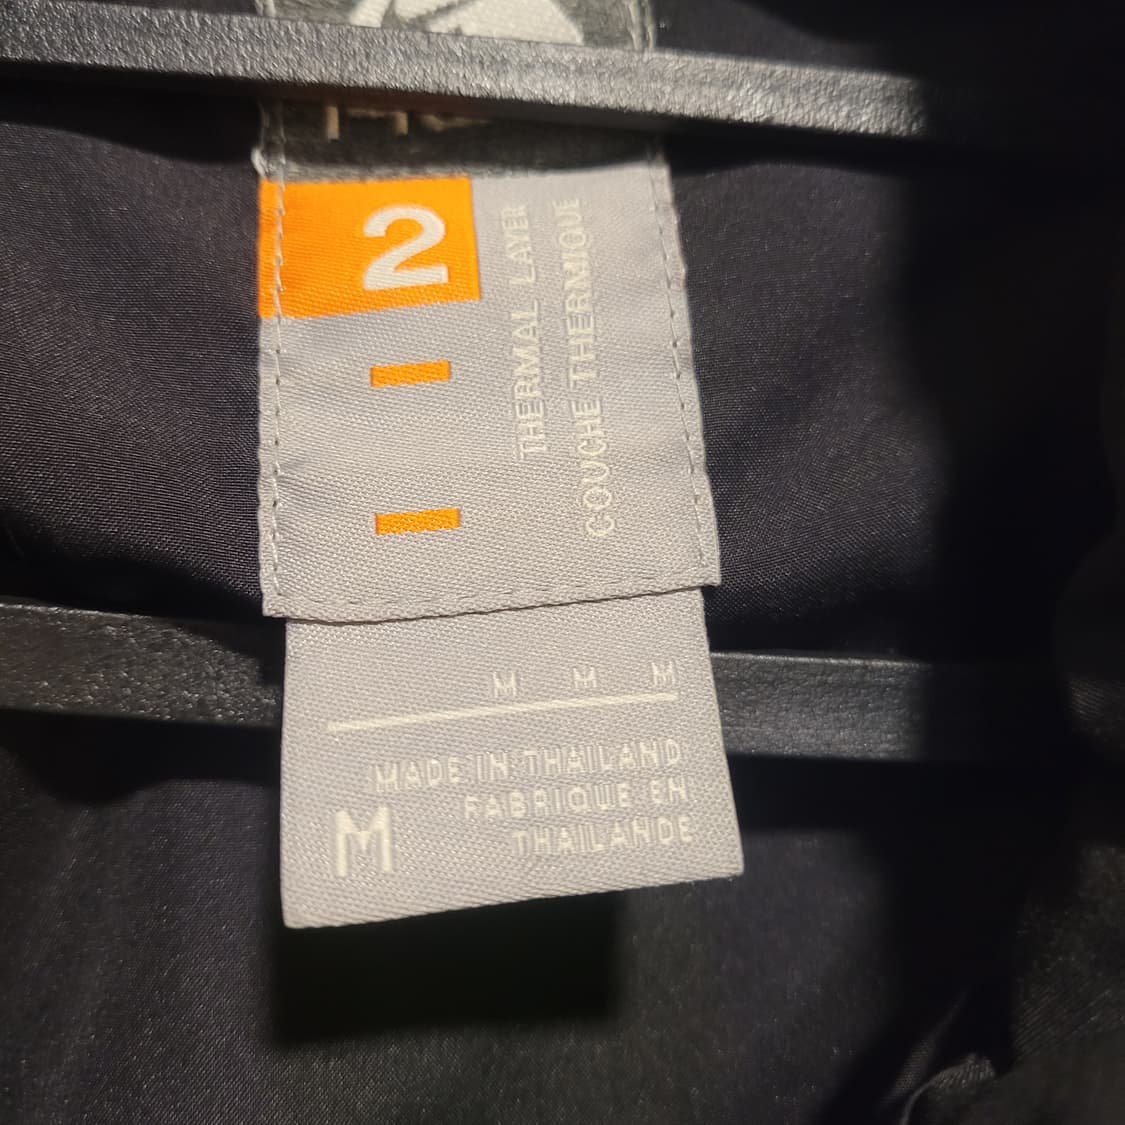 2
THERMAL LAYER
COUCHE THERMIQUE
M M M
MADE IN THAILAND
FABRIQUE EN
THAILANDE
M